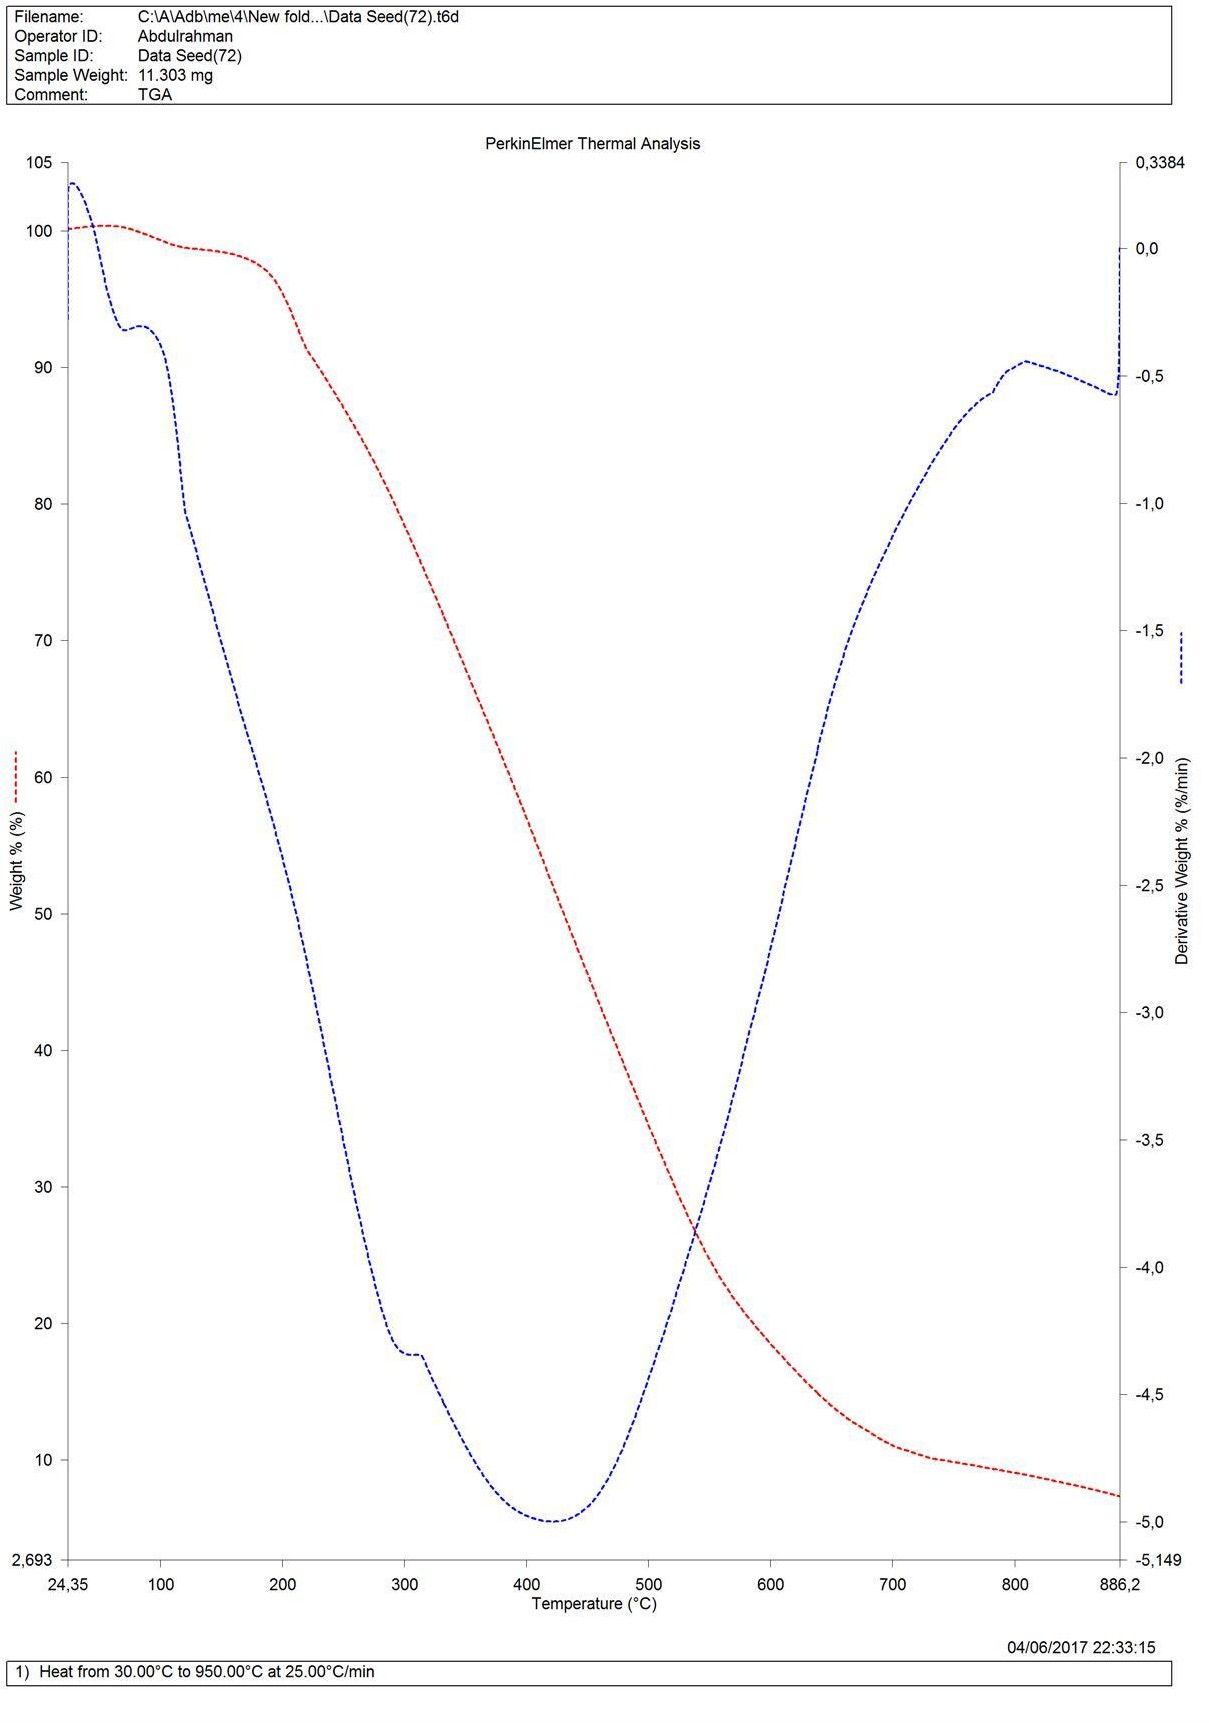 Filename: C:\A\Adb\me\4\New fold...\Data Seed(72).t6d
Operator ID: Abdulrahman
Sample ID: Data Seed(72)
Sample Weight: 11.303 mg
Comment: TGA
PerkinElmer Thermal Analysis
105
100
90
80
70
60
50
40
30
20
10
2,693
Weight % (%)
0,3384
0,0
-0,5
-1,0
-1,5
-2,0
-2,5
-3,0
-3,5
-4,0
-4,5
-5,0
-5,149
Derivative Weight % (%/min)
24,35 100 200 300 400 500 600 700 800 886,2
Temperature (°C)
04/06/2017 22:33:15
1) Heat from 30.00°C to 950.00°C at 25.00°C/min